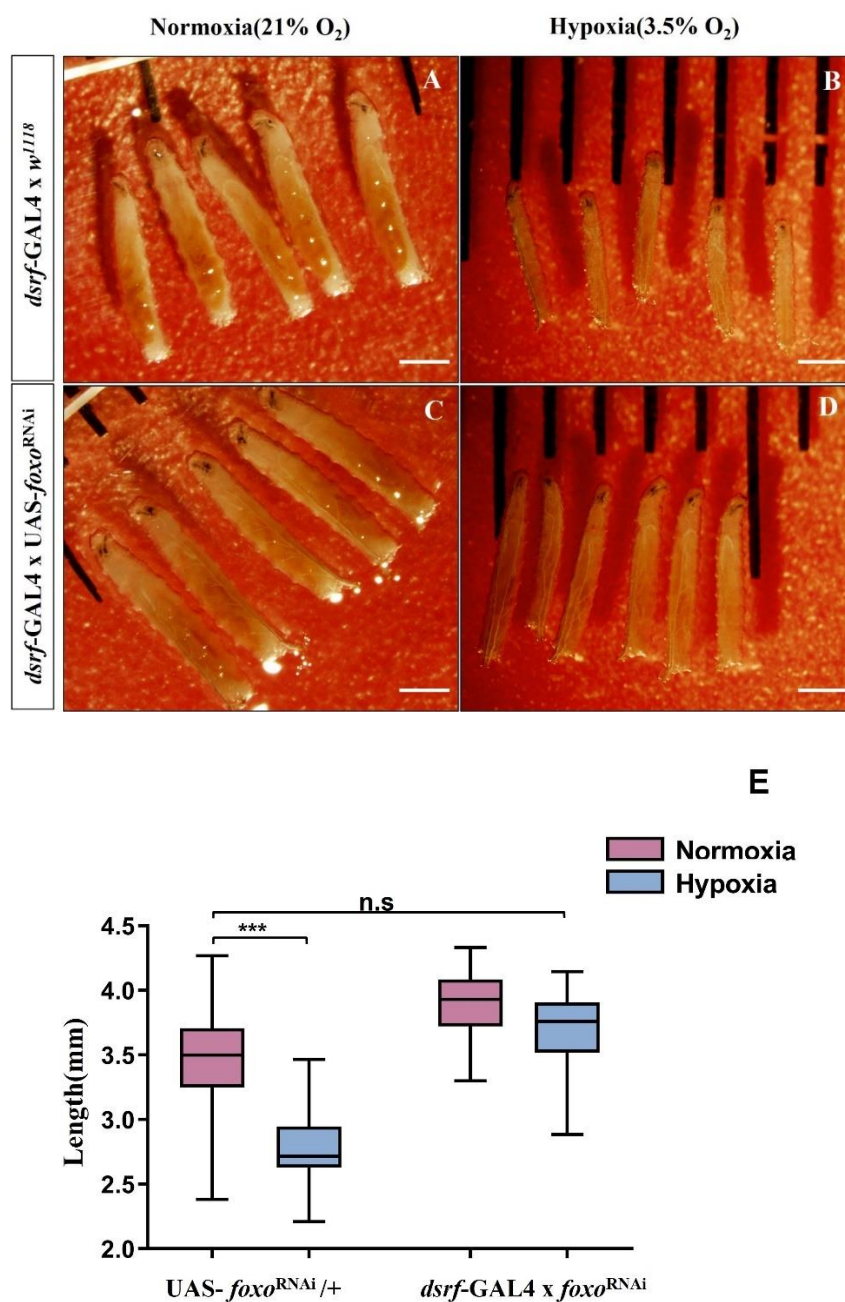 Normoxia(21% O₂) Hypoxia(3.5% O₂)
dsrf-GAL4 x w¹¹¹⁸
A
B
dsrf-GAL4 x UAS-foxoᴿᴺᴬⁱ
C
D
E
Normoxia
Hypoxia
n.s
***
Length(mm)
4.5
4.0
3.5
3.0
2.5
2.0
UAS- foxoᴿᴺᴬⁱ /+ dsrf-GAL4 x foxoᴿᴺᴬⁱ